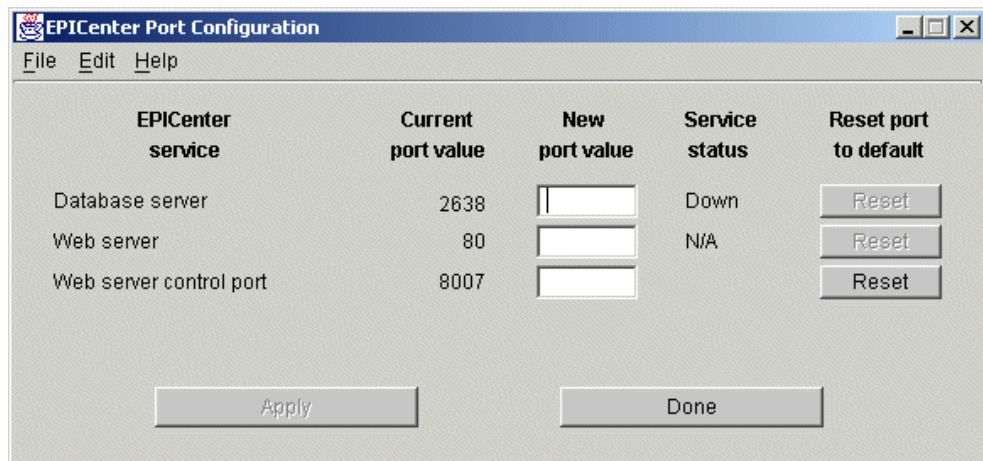 EPICenter Port Configuration
File Edit Help
EPICenter service Current port value New port value Service status Reset port to default
Database server 2638 Down Reset
Web server 80 N/A Reset
Web server control port 8007 Reset
Apply Done